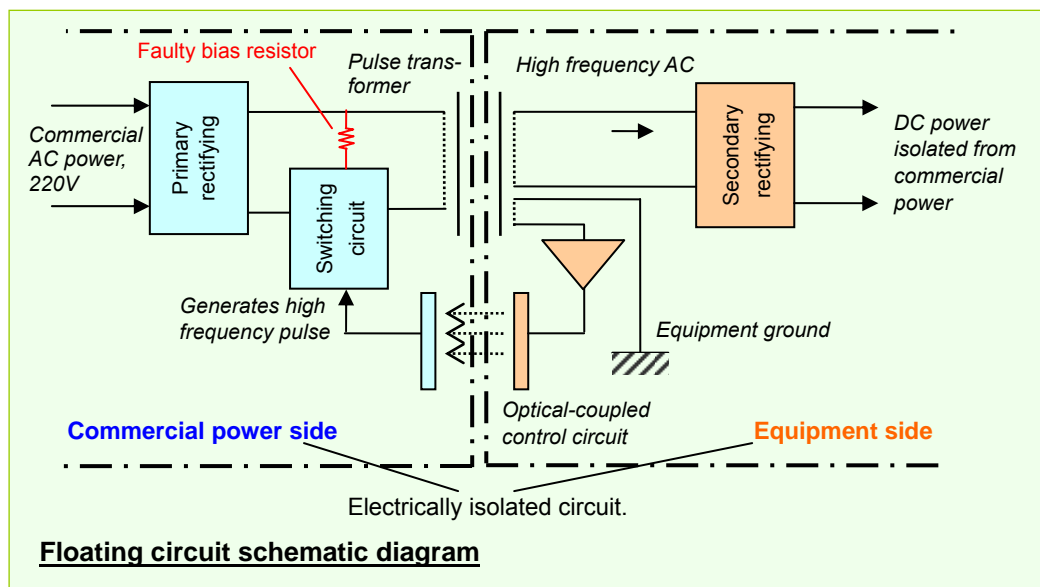 Faulty bias resistor
Pulse trans-
former
High frequency AC
Commercial
AC power,
220V
Primary
rectifying
Switching
circuit
Secondary
rectifying
DC power
isolated from
commercial
power
Generates high
frequency pulse
Equipment ground
Optical-coupled
control circuit
Commercial power side
Equipment side
Electrically isolated circuit.
Floating circuit schematic diagram